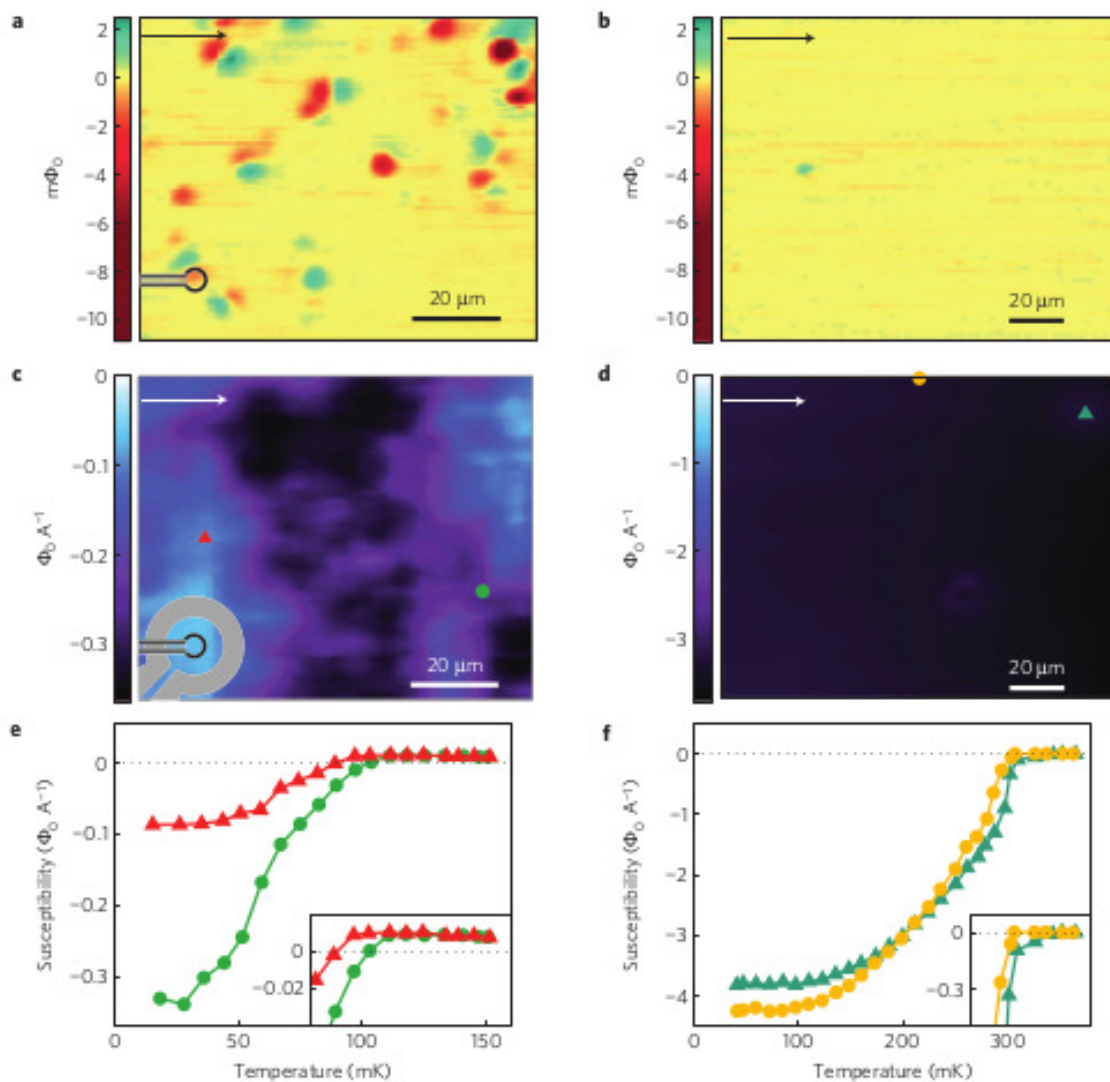 a
b
2
0
−2
−4
−6
−8
−10
mΦ₀
20 μm
2
0
−2
−4
−6
−8
−10
mΦ₀
20 μm
c
d
0
−0.1
−0.2
−0.3
Φ₀ A⁻¹
20 μm
0
−1
−2
−3
Φ₀ A⁻¹
20 μm
e
f
0
−0.1
−0.2
−0.3
Susceptibility (Φ₀ A⁻¹)
0
−0.02
0
50
100
150
Temperature (mK)
0
−1
−2
−3
−4
Susceptibility (Φ₀ A⁻¹)
0
−0.3
0
100
200
300
Temperature (mK)